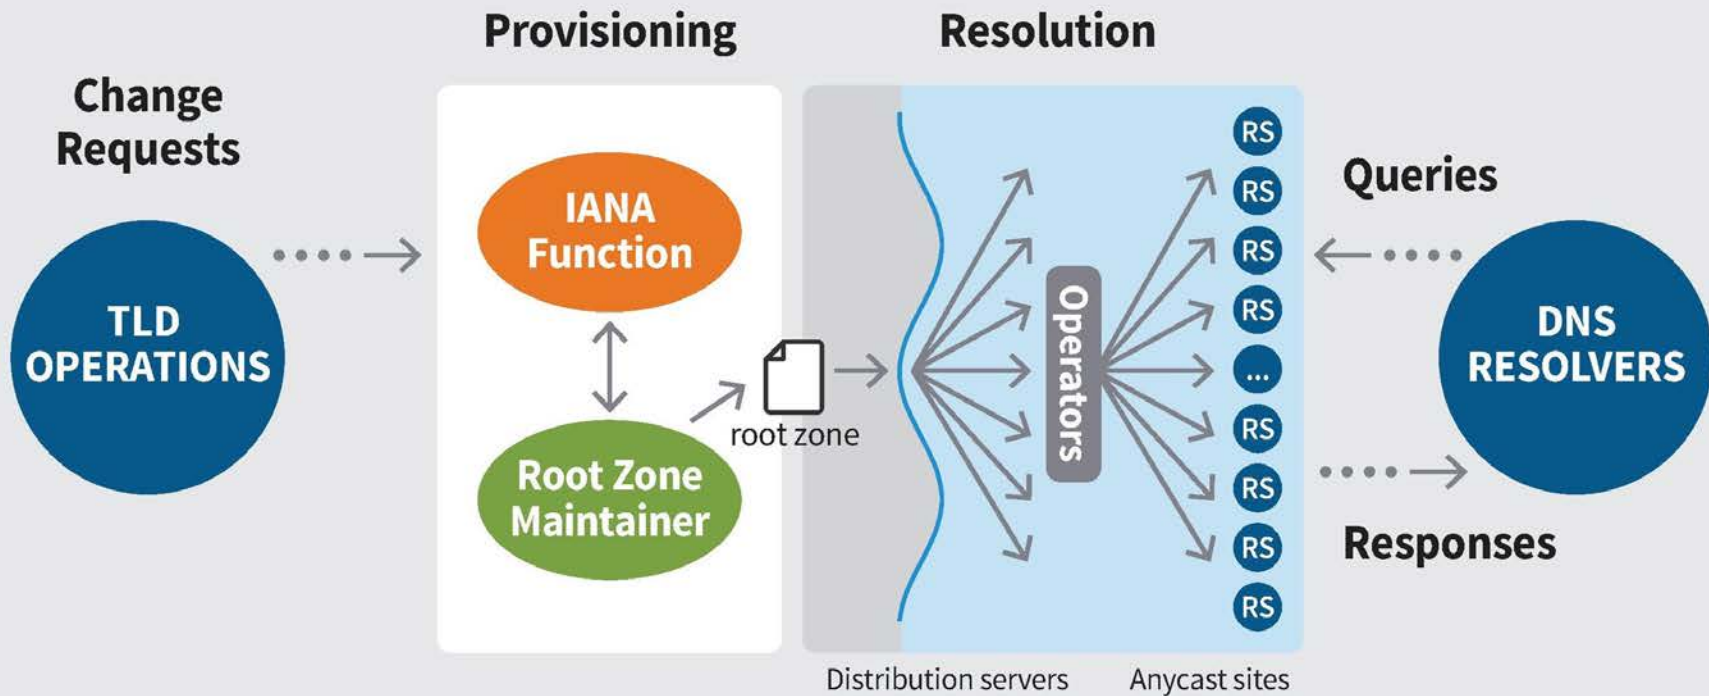 Provisioning
Resolution
Change
Requests
TLD
OPERATIONS
IANA
Function
Root Zone
Maintainer
root zone
Operators
RS
RS
RS
RS
...
RS
RS
RS
RS
Queries
DNS
RESOLVERS
Responses
Distribution servers
Anycast sites